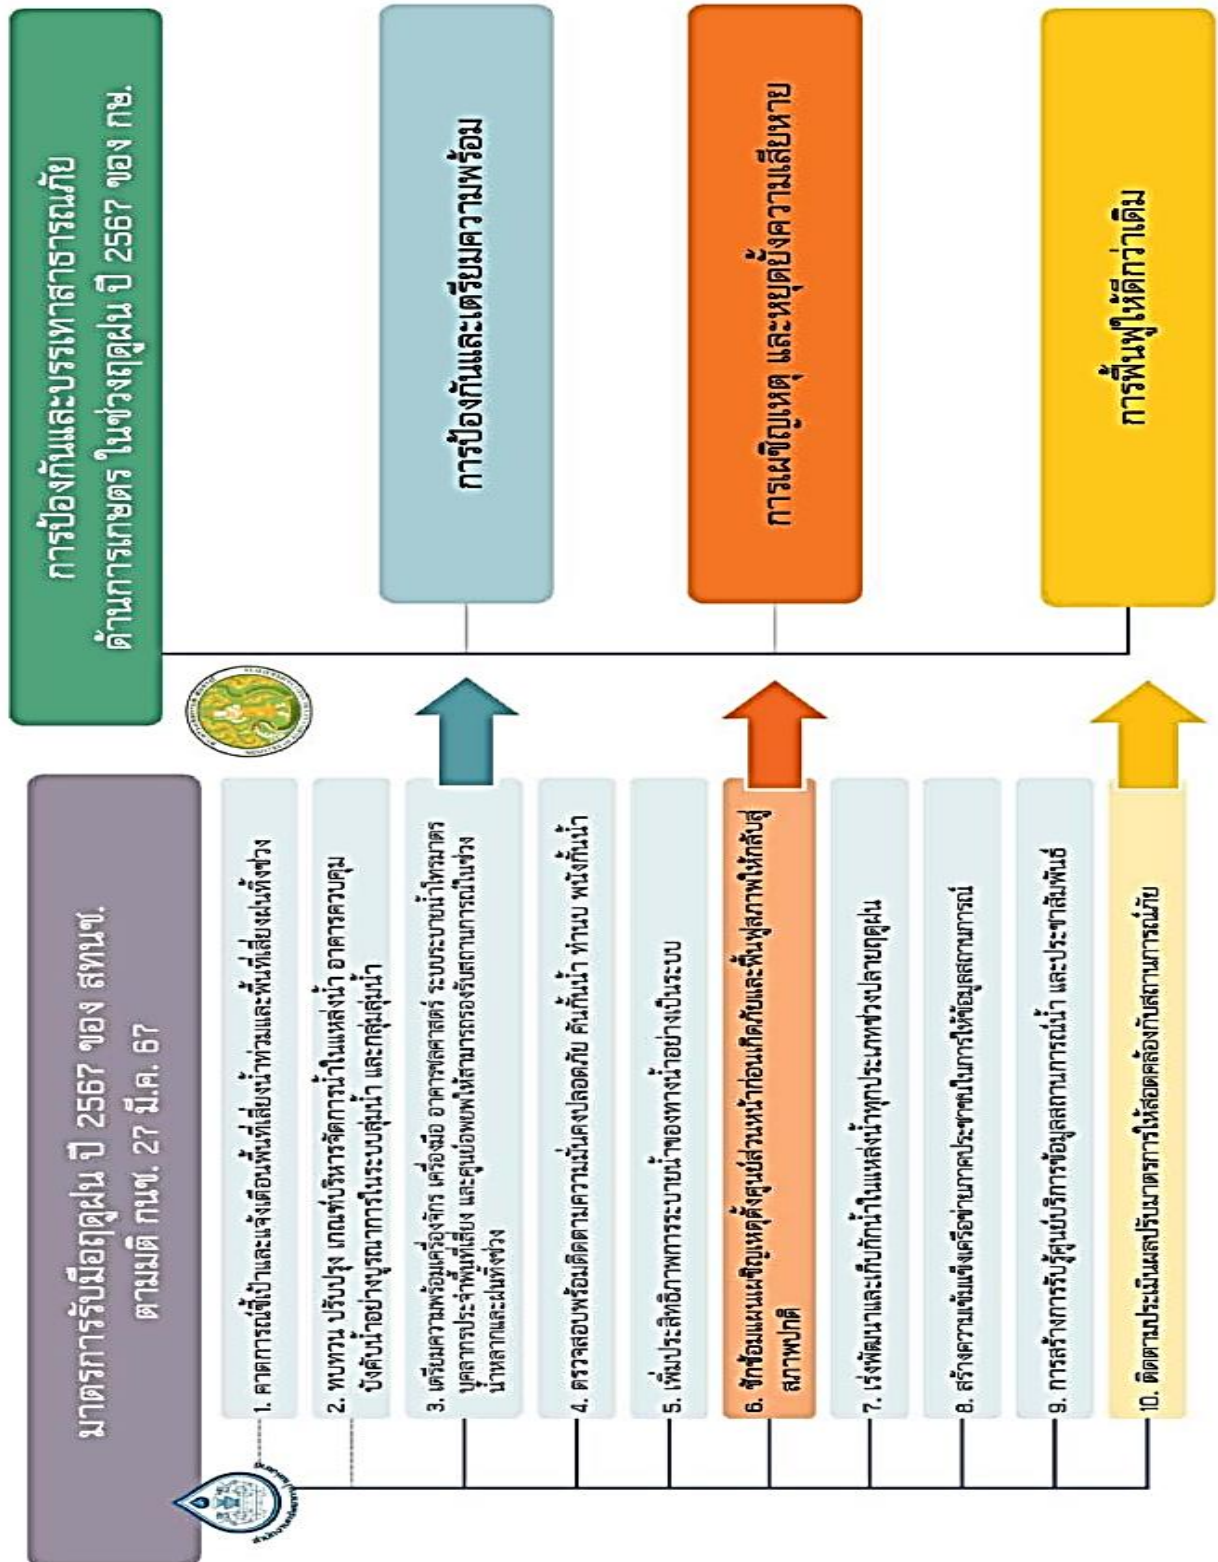 มาตรการรับมือฤดูฝน ปี 2567 ของ สทนช.
ตามมติ กนช. 27 มี.ค. 67
1. คาดการณ์ชี้เป้าและแจ้งเตือนพื้นที่เสี่ยงน้ำท่วมและพื้นที่เสี่ยงฝนทิ้งช่วง
2. ทบทวน ปรับปรุง เกณฑ์บริหารจัดการน้ำในแหล่งน้ำ อาคารควบคุม
บังคับน้ำอย่างบูรณาการในระบบลุ่มน้ำ และกลุ่มลุ่มน้ำ
3. เตรียมความพร้อมเครื่องจักร เครื่องมือ อาคารชลศาสตร์ ระบบระบายน้ำโทรมาตร
บุคลากรประจำพื้นที่เสี่ยง และศูนย์อพยพให้สามารถรองรับสถานการณ์ในช่วง
น้ำหลากและฝนทิ้งช่วง
4. ตรวจสอบพร้อมติดตามความมั่นคงปลอดภัย คันกั้นน้ำ ทำนบ พนังกั้นน้ำ
5. เพิ่มประสิทธิภาพการระบายน้ำของทางน้ำอย่างเป็นระบบ
6. ซักซ้อมแผนเผชิญเหตุตั้งศูนย์ส่วนหน้าก่อนเกิดภัยและฟื้นฟูสภาพให้กลับสู่
สภาพปกติ
7. เร่งพัฒนาและเก็บกักน้ำในแหล่งน้ำทุกประเภทช่วงปลายฤดูฝน
8. สร้างความเข้มแข็งเครือข่ายภาคประชาชนในการให้ข้อมูลสถานการณ์
9. การสร้างการรับรู้ศูนย์บริการข้อมูลสถานการณ์น้ำ และประชาสัมพันธ์
10. ติดตามประเมินผลปรับมาตรการให้สอดคล้องกับสถานการณ์ภัย
การป้องกันและบรรเทาสาธารณภัย
ด้านการเกษตร ในช่วงฤดูฝน ปี 2567 ของ กษ.
การป้องกันและเตรียมความพร้อม
การเผชิญเหตุ และหยุดยั้งความเสียหาย
การฟื้นฟูให้ดีกว่าเดิม